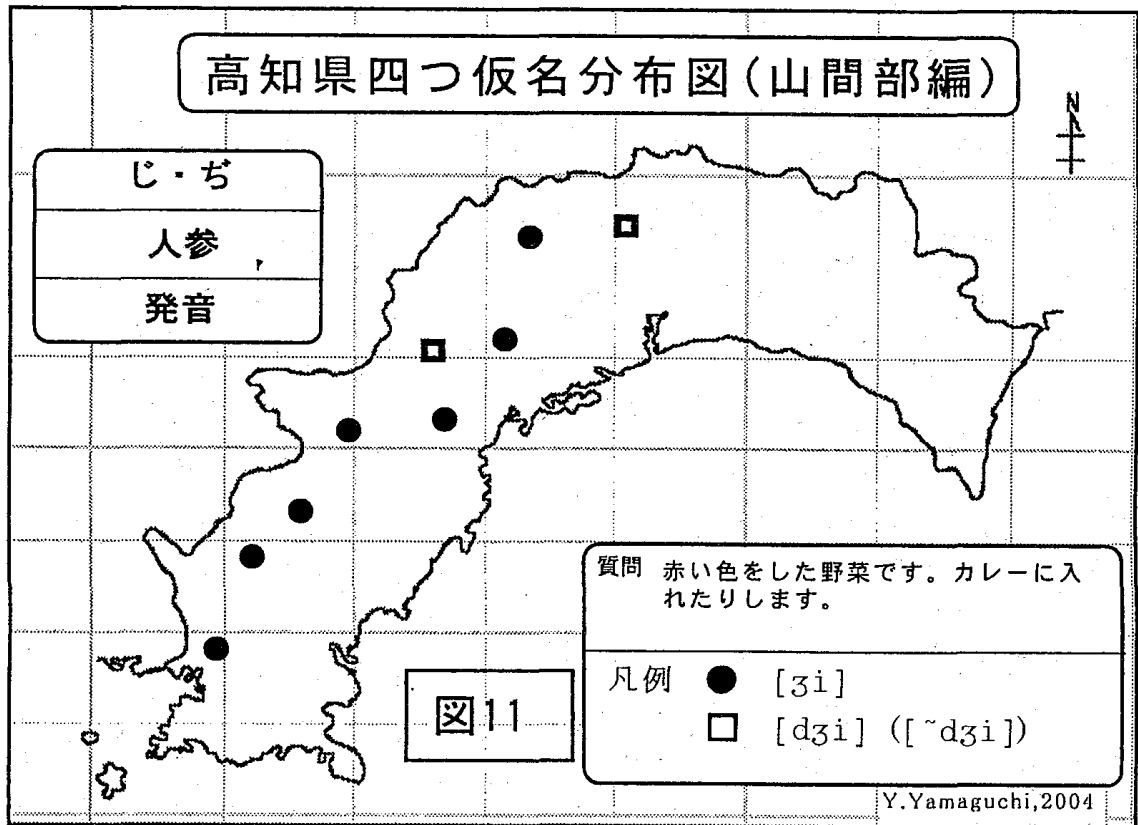 高知県四つ仮名分布図(山間部編)
N
じ・ぢ
人参
発音
質問 赤い色をした野菜です。カレーに入
れたりします。
凡例 ● [ʒi]
□ [dʒi] ([~dʒi])
図11
Y.Yamaguchi,2004